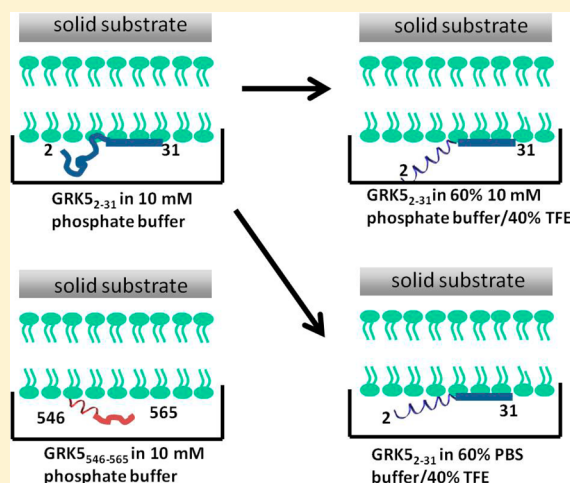 solid substrate
2
31
GRK5₂₋₃₁ in 10 mM
phosphate buffer
solid substrate
2
31
GRK5₂₋₃₁ in 60% 10 mM
phosphate buffer/40% TFE
solid substrate
546
565
GRK5₅₄₆₋₅₆₅ in 10 mM
phosphate buffer
solid substrate
2
31
GRK5₂₋₃₁ in 60% PBS
buffer/40% TFE